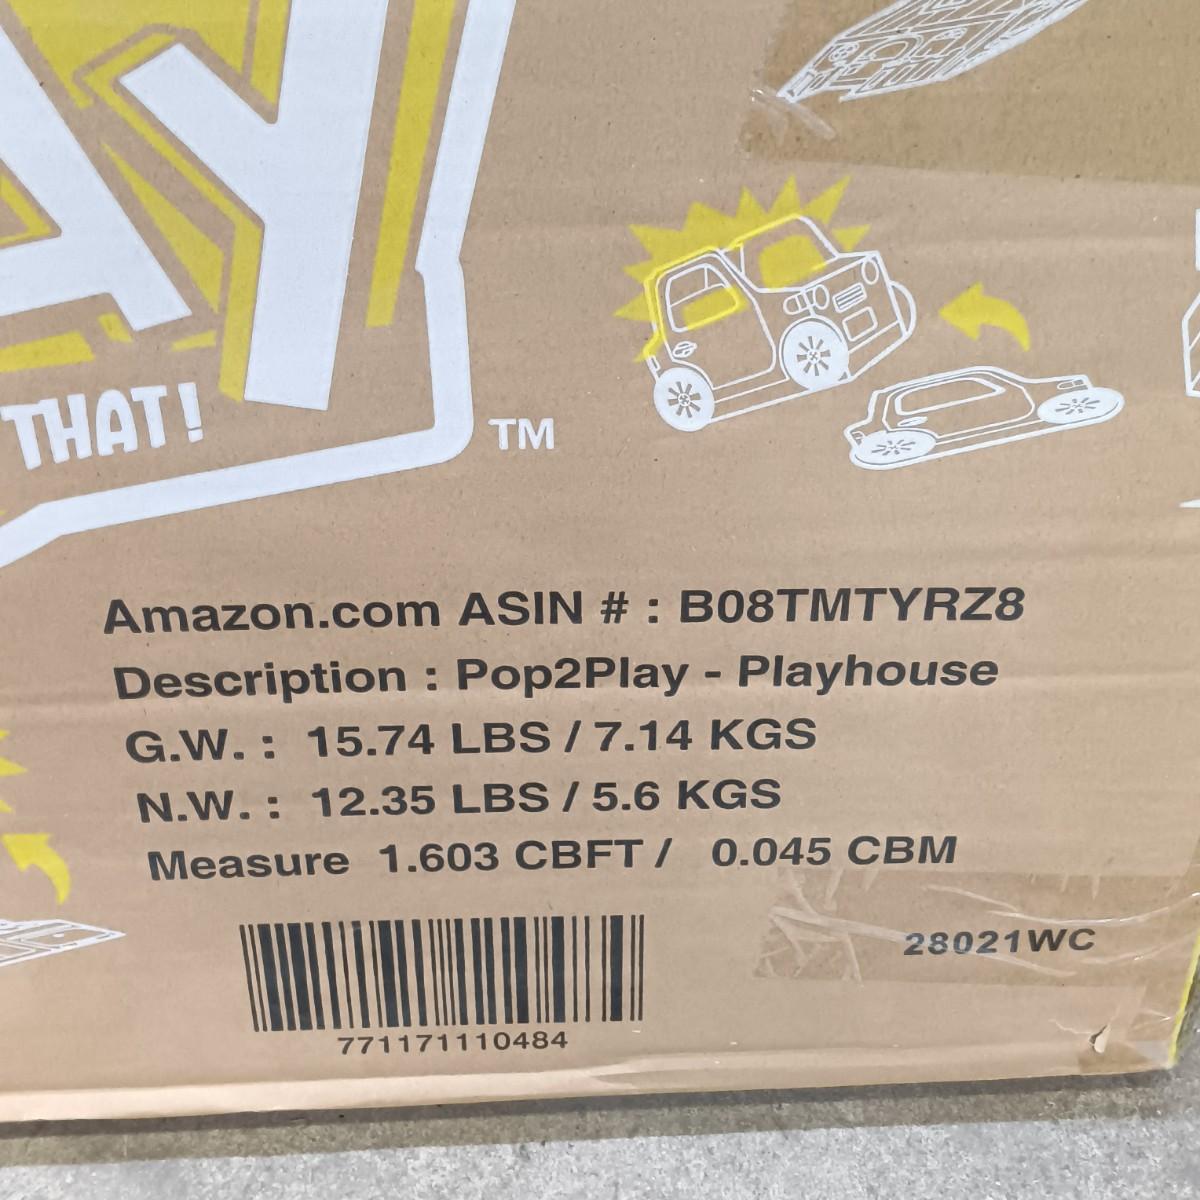 AY
THAT!
TM
Amazon.com ASIN # : B08TMTYRZ8
Description : Pop2Play - Playhouse
G.W. : 15.74 LBS / 7.14 KGS
N.W. : 12.35 LBS / 5.6 KGS
Measure 1.603 CBFT / 0.045 CBM
28021WC
771171110484